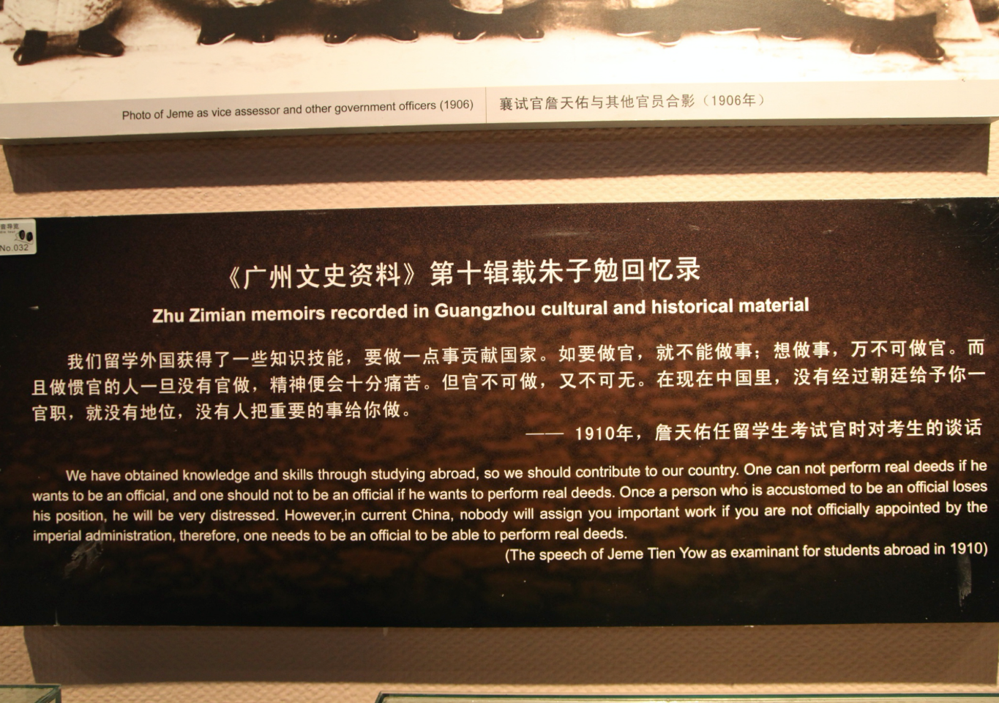 Photo of Jeme as vice assessor and other government officers (1906)
襄试官詹天佑与其他官员合影（1906年）
音导览
No.032
《广州文史资料》第十辑载朱子勉回忆录
Zhu Zimian memoirs recorded in Guangzhou cultural and historical material
我们留学外国获得了一些知识技能，要做一点事贡献国家。如要做官，就不能做事；想做事，万不可做官。而
且做惯官的人一旦没有官做，精神便会十分痛苦。但官不可做，又不可无。在现在中国里，没有经过朝廷给予你一
官职，就没有地位，没有人把重要的事给你做。
—— 1910年，詹天佑任留学生考试官时对考生的谈话
We have obtained knowledge and skills through studying abroad, so we should contribute to our country. One can not perform real deeds if he
wants to be an official, and one should not to be an official if he wants to perform real deeds. Once a person who is accustomed to be an official loses
his position, he will be very distressed. However,in current China, nobody will assign you important work if you are not officially appointed by the
imperial administration, therefore, one needs to be an official to be able to perform real deeds.
(The speech of Jeme Tien Yow as examinant for students abroad in 1910)